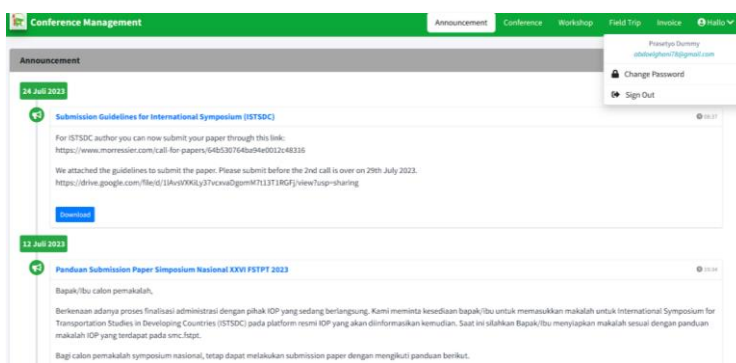 Conference Management
Announcement Conference Workshop Field Trip Invoice Hallo
Prasetyo Dummy
Change Password
Sign Out
Announcement
24 Juli 2023
Submission Guidelines for International Symposium (ISTSDC)
For ISTSDC author you can now submit your paper through this link:
https://www.morressier.com/call-for-papers/64b530764ba94e0012c48316
We attached the guidelines to submit the paper. Please submit before the 2nd call is over on 29th July 2023.
Download
12 Juli 2023
Panduan Submission Paper Simposium Nasional XXVI FSTPT 2023
Bapak/Ibu calon pemakalah,
Berkenaan adanya proses finalisasi administrasi dengan pihak IOP yang sedang berlangsung. Kami meminta kesediaan bapak/ibu untuk memasukkan makalah untuk International Symposium for
Transportation Studies in Developing Countries (ISTSDC) pada platform resmi IOP yang akan diinformasikan kemudian. Saat ini silahkan Bapak/Ibu menyiapkan makalah sesuai dengan panduan
makalah IOP yang terdapat pada smc.fstpt.
Bagi calon pemakalah symposium nasional, tetap dapat melakukan submission paper dengan mengikuti panduan berikut.